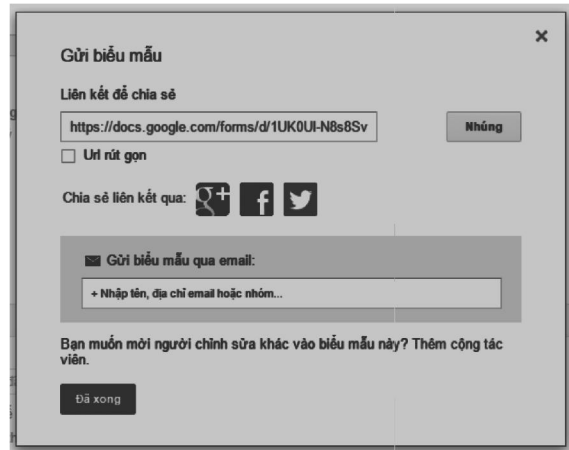 Gửi biểu mẫu
Liên kết để chia sẻ
https://docs.google.com/forms/d/1UK0UI-N8s8Sv
Nhúng
Url rút gọn
Chia sẻ liên kết qua:
Gửi biểu mẫu qua email:
+ Nhập tên, địa chỉ email hoặc nhóm...
Bạn muốn mời người chỉnh sửa khác vào biểu mẫu này? Thêm cộng tác
viên.
Đã xong